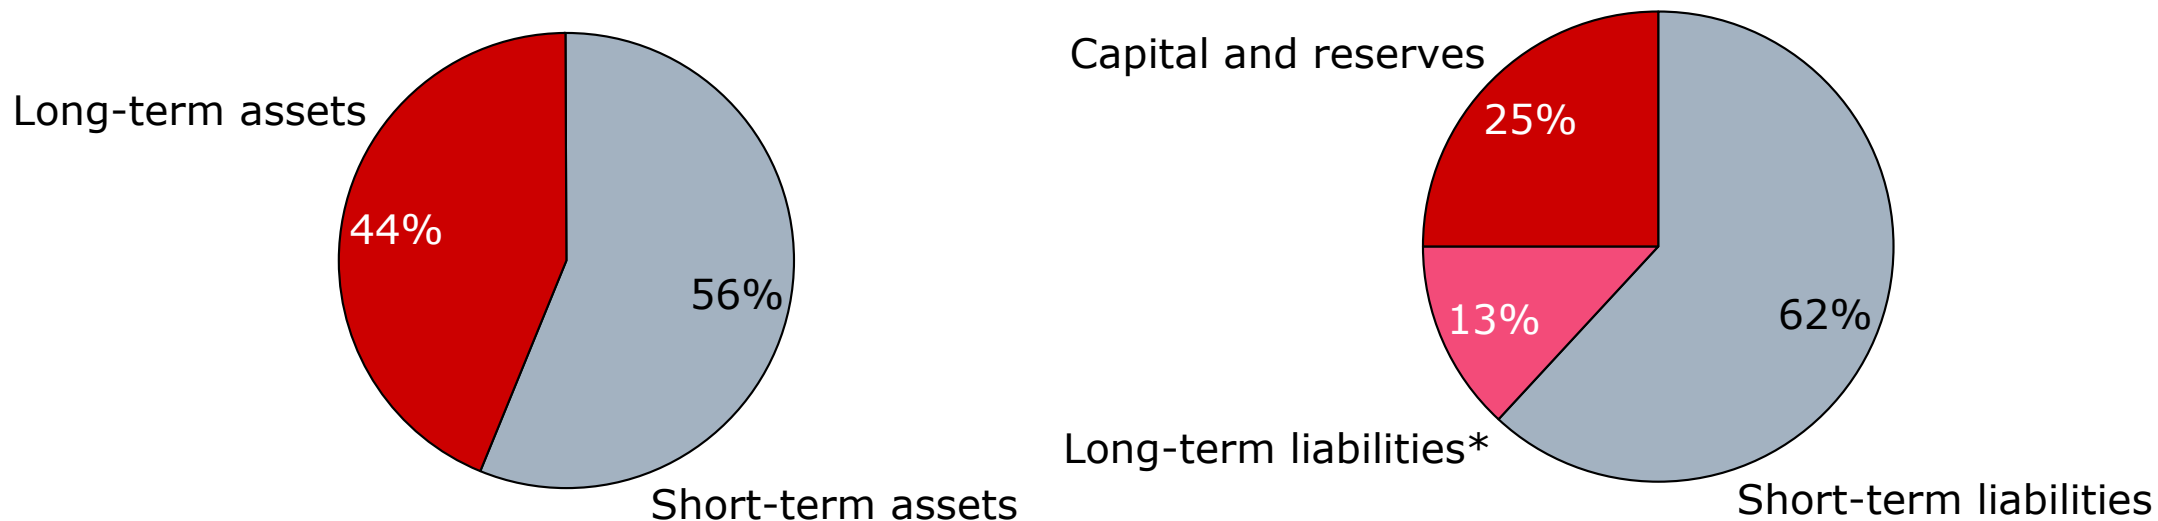 Long-term assets
44%
56%
Short-term assets
Capital and reserves
25%
13%
62%
Long-term liabilities*
Short-term liabilities